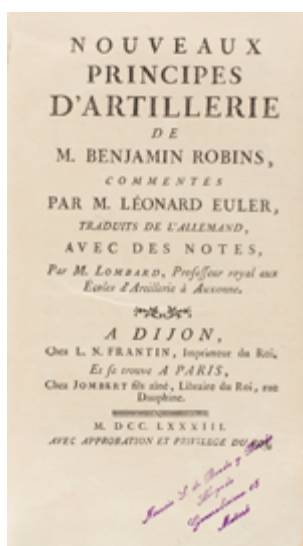 NOUVEAUX
PRINCIPES
D'ARTILLERIE
DE
M. BENJAMIN ROBINS,
COMMENTÉS
PAR M. LÉONARD EULER,
TRADUITS DE L'ALLEMAND,
AVEC DES NOTES,
Par M. LOMBARD, Professeur royal aux
Écoles d'Artillerie à Auxonne.
A DIJON,
Chez L. N. FRANTIN, Imprimeur du Roi,
Et se trouve A PARIS,
Chez JOMBERT fils aîné, Libraire du Roi, rue
Dauphine.
M. DCC. LXXXIII.
AVEC APPROBATION ET PRIVILEGE DU
Madrid